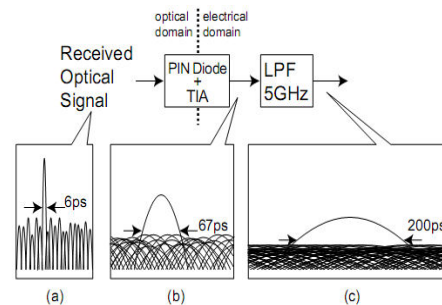 optical electrical
domain domain
Received
Optical
Signal
PIN Diode
+
TIA
LPF
5GHz
6ps
67ps
200ps
(a)
(b)
(c)